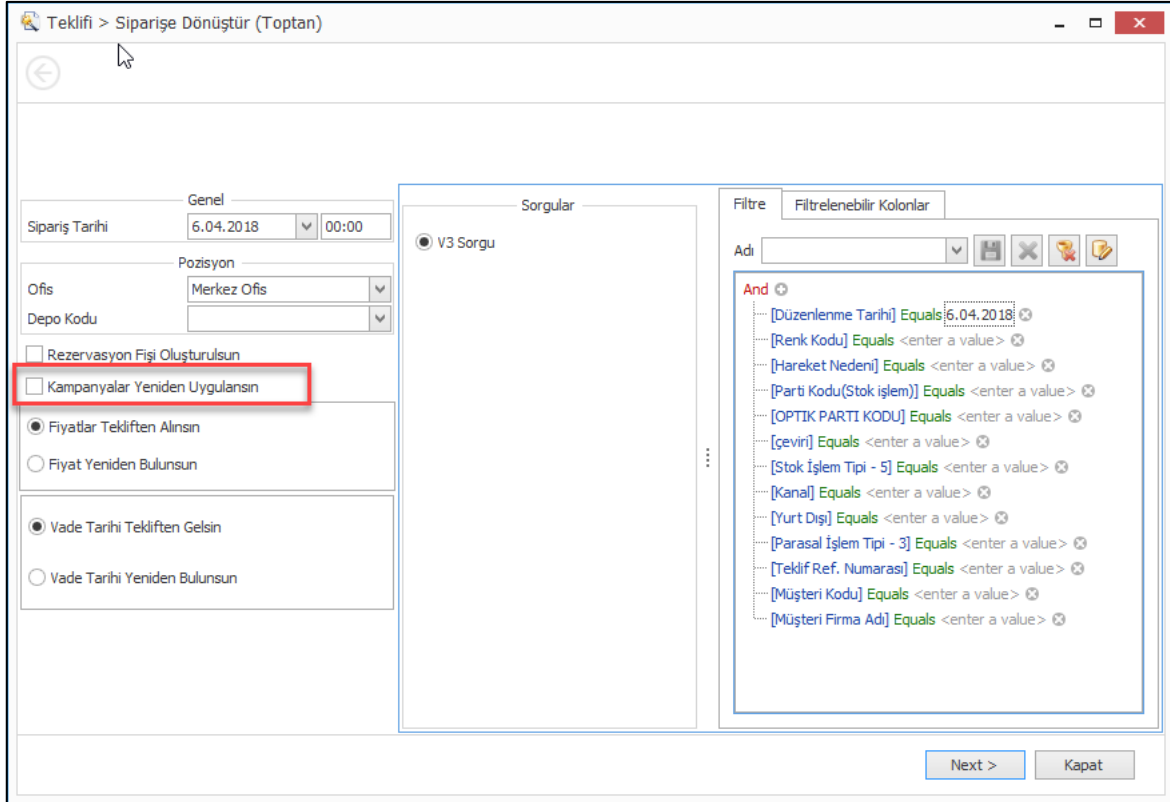 Teklifi > Siparişe Dönüştür (Toptan)
Genel
Sipariş Tarihi 6.04.2018 00:00
Pozisyon
Ofis Merkez Ofis
Depo Kodu
Rezervasyon Fişi Oluşturulsun
Kampanyalar Yeniden Uygulansın
Fiyatlar Tekliften Alınsın
Fiyat Yeniden Bulunsun
Vade Tarihi Tekliften Gelsin
Vade Tarihi Yeniden Bulunsun
Sorgular
V3 Sorgu
Filtre Filtrelenebilir Kolonlar
Adı
And
[Düzenlenme Tarihi] Equals 6.04.2018
[Renk Kodu] Equals <enter a value>
[Hareket Nedeni] Equals <enter a value>
[Parti Kodu(Stok işlem)] Equals <enter a value>
[OPTIK PARTI KODU] Equals <enter a value>
[çeviri] Equals <enter a value>
[Stok İşlem Tipi - 5] Equals <enter a value>
[Kanal] Equals <enter a value>
[Yurt Dışı] Equals <enter a value>
[Parasal İşlem Tipi - 3] Equals <enter a value>
[Teklif Ref. Numarası] Equals <enter a value>
[Müşteri Kodu] Equals <enter a value>
[Müşteri Firma Adı] Equals <enter a value>
Next > Kapat